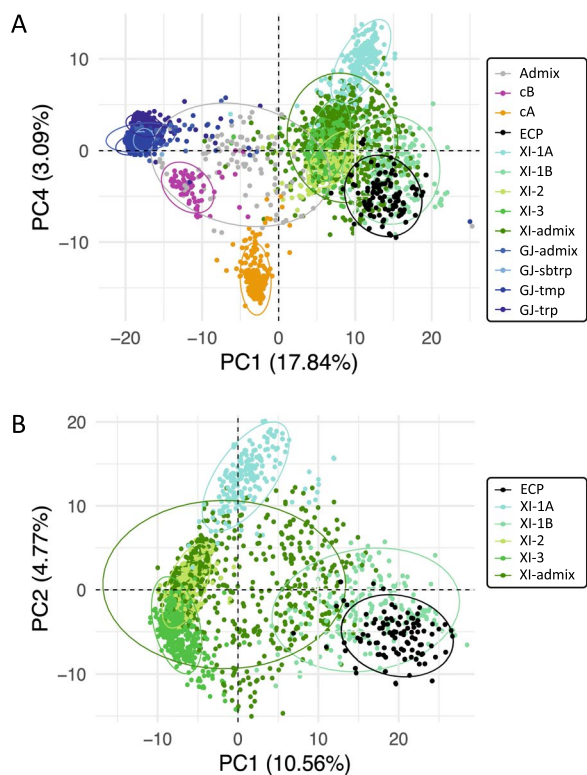 A
10
0
−10
PC4 (3.09%)
−20
−10
0
10
20
PC1 (17.84%)
Admix
cB
cA
ECP
XI-1A
XI-1B
XI-2
XI-3
XI-admix
GJ-admix
GJ-sbtrp
GJ-tmp
GJ-trp
B
20
10
0
−10
PC2 (4.77%)
−10
0
10
20
PC1 (10.56%)
ECP
XI-1A
XI-1B
XI-2
XI-3
XI-admix